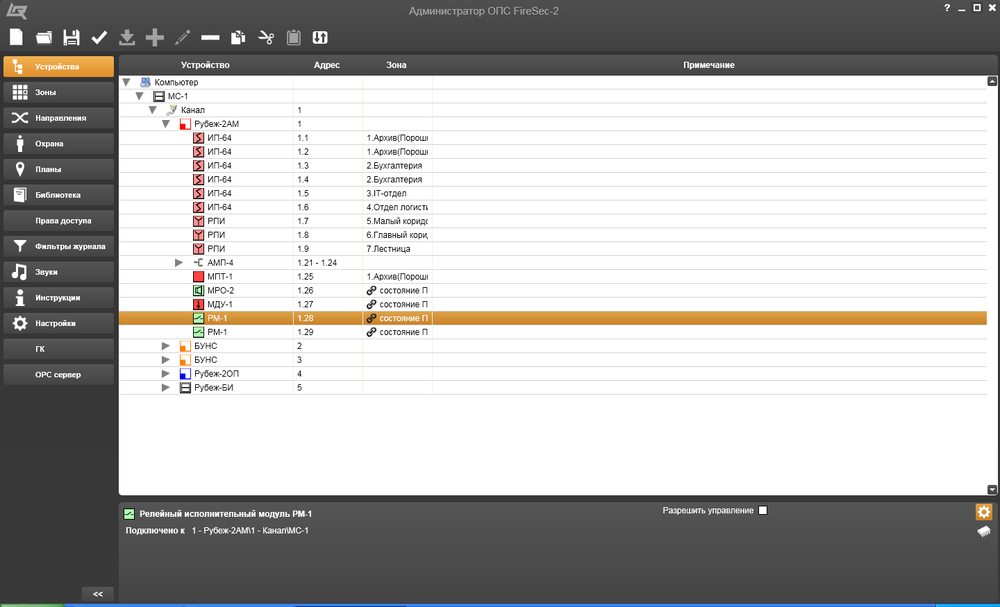 Администратор ОПС FireSec-2
?
Устройства
Зоны
Направления
Охрана
Планы
Библиотека
Права доступа
Фильтры журнала
Звуки
Инструкции
Настройки
ГК
OPC сервер
<<
Устройство Адрес Зона Примечание
Компьютер
МС-1
Канал 1
Рубеж-2АМ 1
ИП-64 1.1 1.Архив(Порош
ИП-64 1.2 1.Архив(Порош
ИП-64 1.3 2.Бухгалтерия
ИП-64 1.4 2.Бухгалтерия
ИП-64 1.5 3.IT-отдел
ИП-64 1.6 4.Отдел логисти
РПИ 1.7 5.Малый коридо
РПИ 1.8 6.Главный кори
РПИ 1.9 7.Лестница
АМП-4 1.21 - 1.24
МПТ-1 1.25 1.Архив(Порош
МРО-2 1.26 состояние П
МДУ-1 1.27 состояние П
РМ-1 1.28 состояние П
РМ-1 1.29 состояние П
БУНС 2
БУНС 3
Рубеж-2ОП 4
Рубеж-БИ 5
Релейный исполнительный модуль РМ-1 Разрешить управление
Подключено к 1 - Рубеж-2АМ\1 - Канал\МС-1